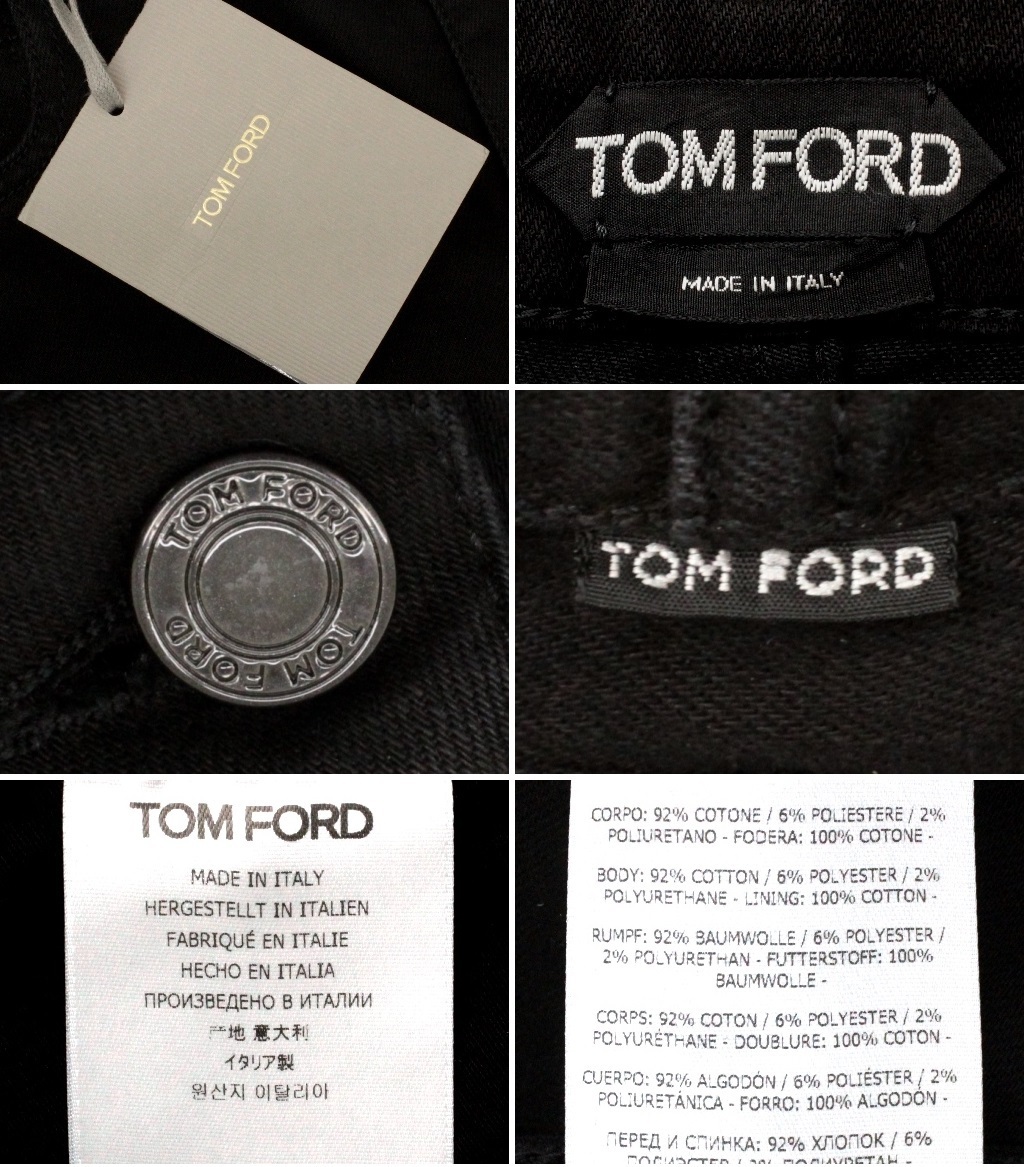 TOM FORD
TOM FORD
MADE IN ITALY
TOM FORD
TOM FORD
TOM FORD
TOM FORD
MADE IN ITALY
HERGESTELLT IN ITALIEN
FABRIQUÉ EN ITALIE
HECHO EN ITALIA
ПРОИЗВЕДЕНО В ИТАЛИИ
产地 意大利
イタリア製
원산지 이탈리아
CORPO: 92% COTONE / 6% POLIESTERE / 2%
POLIURETANO - FODERA: 100% COTONE -
BODY: 92% COTTON / 6% POLYESTER / 2%
POLYURETHANE - LINING: 100% COTTON -
RUMPF: 92% BAUMWOLLE / 6% POLYESTER /
2% POLYURETHAN - FUTTERSTOFF: 100%
BAUMWOLLE -
CORPS: 92% COTON / 6% POLYESTER / 2%
POLYURÉTHANE - DOUBLURE: 100% COTON -
CUERPO: 92% ALGODÓN / 6% POLIÉSTER / 2%
POLIURETÁNICA - FORRO: 100% ALGODÓN -
ПЕРЕД И СПИНКА: 92% ХЛОПОК / 6%
ПОЛИЭСТЕР / 2% ПОЛИУРЕТАН -